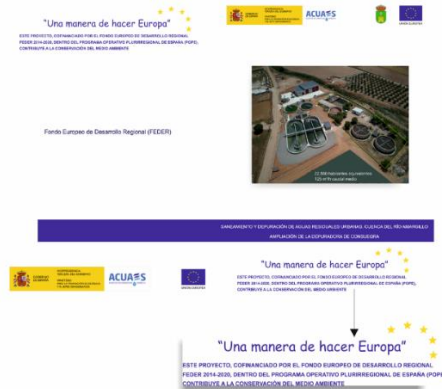 "Una manera de hacer Europa"
ESTE PROYECTO, COFINANCIADO POR EL FONDO EUROPEO DE DESARROLLO REGIONAL
FEDER 2014-2020, DENTRO DEL PROGRAMA OPERATIVO PLURIRREGIONAL DE ESPAÑA (POPE),
CONTRIBUYE A LA CONSERVACIÓN DEL MEDIO AMBIENTE
ACUAES
Fondo Europeo de Desarrollo Regional (FEDER)
SANEAMIENTO Y DEPURACIÓN DE AGUAS RESIDUALES URBANAS. CUENCA DEL RÍO AMARGUILLO
AMPLIACIÓN DE LA DEPURADORA DE CONSUEGRA
ACUAES
"Una manera de hacer Europa"
ESTE PROYECTO, COFINANCIADO POR EL FONDO EUROPEO DE DESARROLLO REGIONAL
FEDER 2014-2020, DENTRO DEL PROGRAMA OPERATIVO PLURIRREGIONAL DE ESPAÑA (POPE),
CONTRIBUYE A LA CONSERVACIÓN DEL MEDIO AMBIENTE
"Una manera de hacer Europa"
ESTE PROYECTO, COFINANCIADO POR EL FONDO EUROPEO DE DESARROLLO REGIONAL
FEDER 2014-2020, DENTRO DEL PROGRAMA OPERATIVO PLURIRREGIONAL DE ESPAÑA (POPE
CONTRIBUYE A LA CONSERVACIÓN DEL MEDIO AMBIENTE